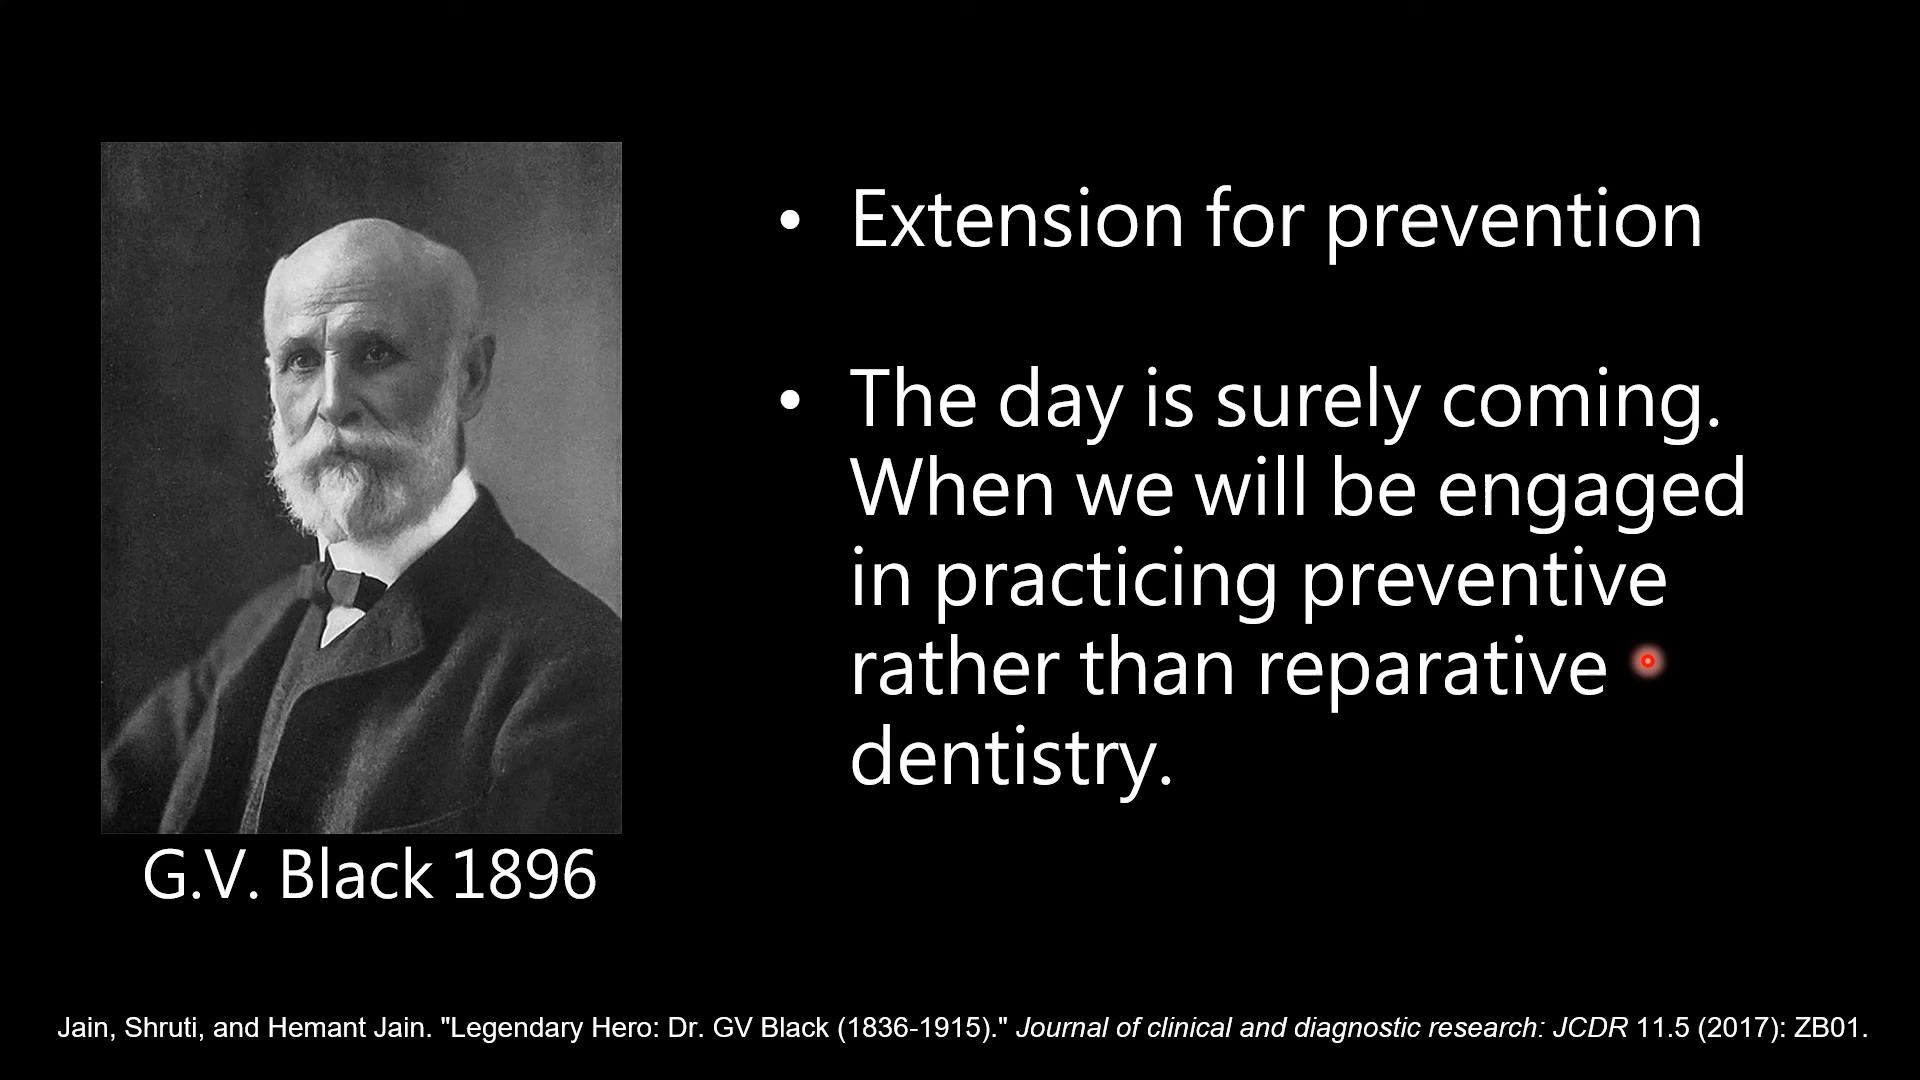 • Extension for prevention
• The day is surely coming.
When we will be engaged
in practicing preventive
rather than reparative
dentistry.
G.V. Black 1896
Jain, Shruti, and Hemant Jain. "Legendary Hero: Dr. GV Black (1836-1915)." Journal of clinical and diagnostic research: JCDR 11.5 (2017): ZB01.